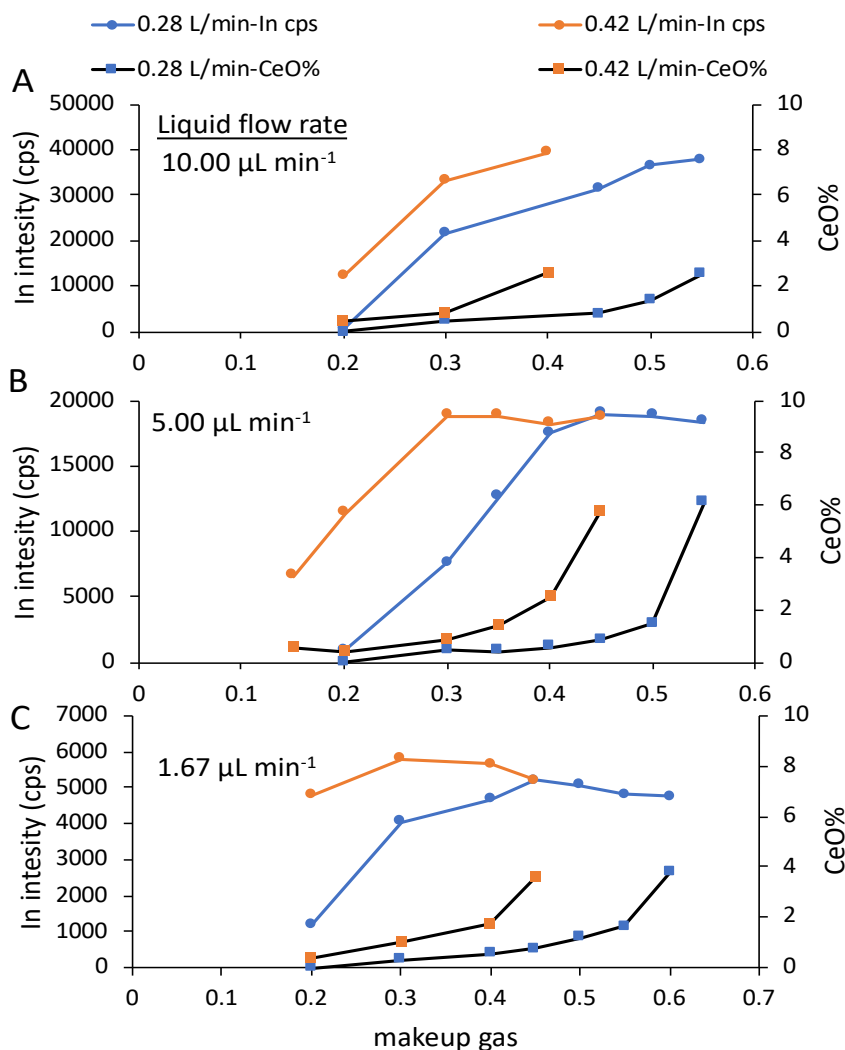 0.28 L/min-In cps 0.42 L/min-In cps
0.28 L/min-CeO% 0.42 L/min-CeO%
A
Liquid flow rate
10.00 µL min⁻¹
In intesity (cps)
50000
40000
30000
20000
10000
0
10
8
6
4
2
0
CeO%
0 0.1 0.2 0.3 0.4 0.5 0.6
B
5.00 µL min⁻¹
In intesity (cps)
20000
15000
10000
5000
0
10
8
6
4
2
0
CeO%
0 0.1 0.2 0.3 0.4 0.5 0.6
C
1.67 µL min⁻¹
In intesity (cps)
7000
6000
5000
4000
3000
2000
1000
0
10
8
6
4
2
0
CeO%
0 0.1 0.2 0.3 0.4 0.5 0.6 0.7
makeup gas